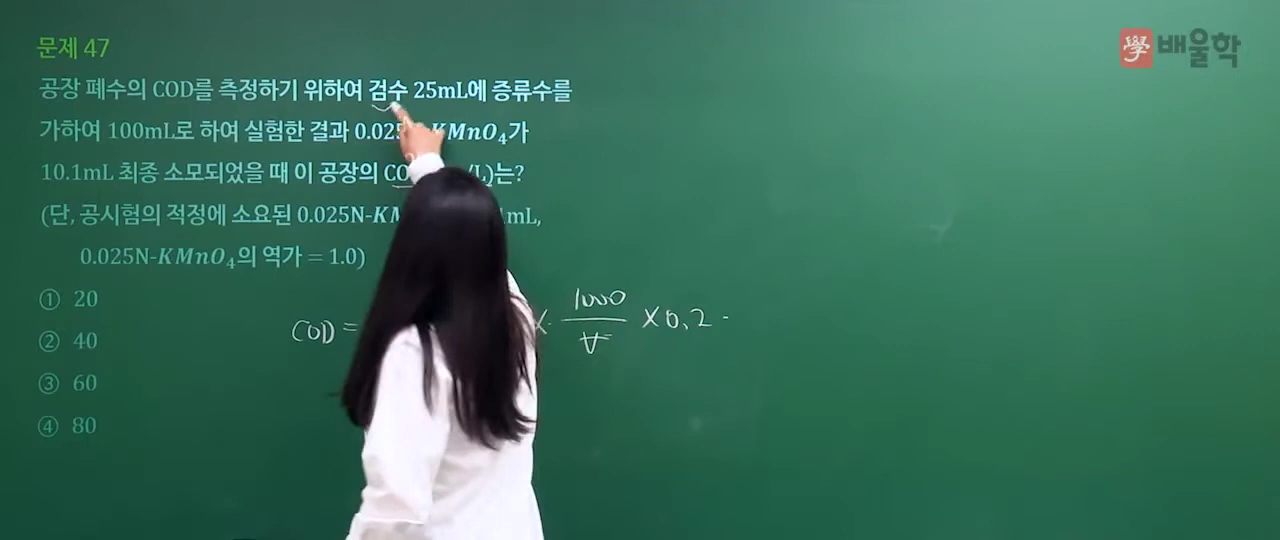 學 배울학
문제 47
공장 폐수의 COD를 측정하기 위하여 검수 25mL에 증류수를
가하여 100mL로 하여 실험한 결과 0.025 KMnO₄가
10.1mL 최종 소모되었을 때 이 공장의 CO /L)는?
(단, 공시험의 적정에 소요된 0.025N-KM mL,
0.025N-KMnO₄의 역가 = 1.0)
① 20
② 40
③ 60
④ 80
COD = × 1000 / V × 0.2